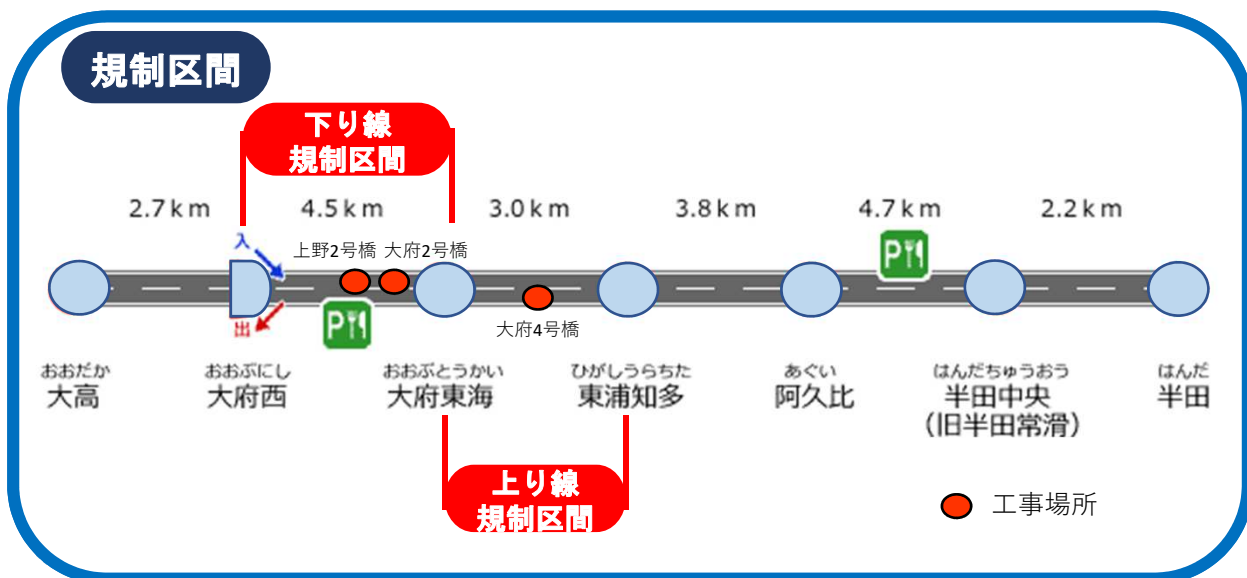 規制区間
下り線
規制区間
2.7km
4.5km
3.0km
3.8km
4.7km
2.2km
入
上野2号橋
大府2号橋
P
出
P
大府4号橋
おおだか
大高
おおぶにし
大府西
おおぶとうかい
大府東海
ひがしうらちた
東浦知多
あぐい
阿久比
はんだちゅうおう
半田中央
(旧半田常滑)
はんだ
半田
上り線
規制区間
工事場所